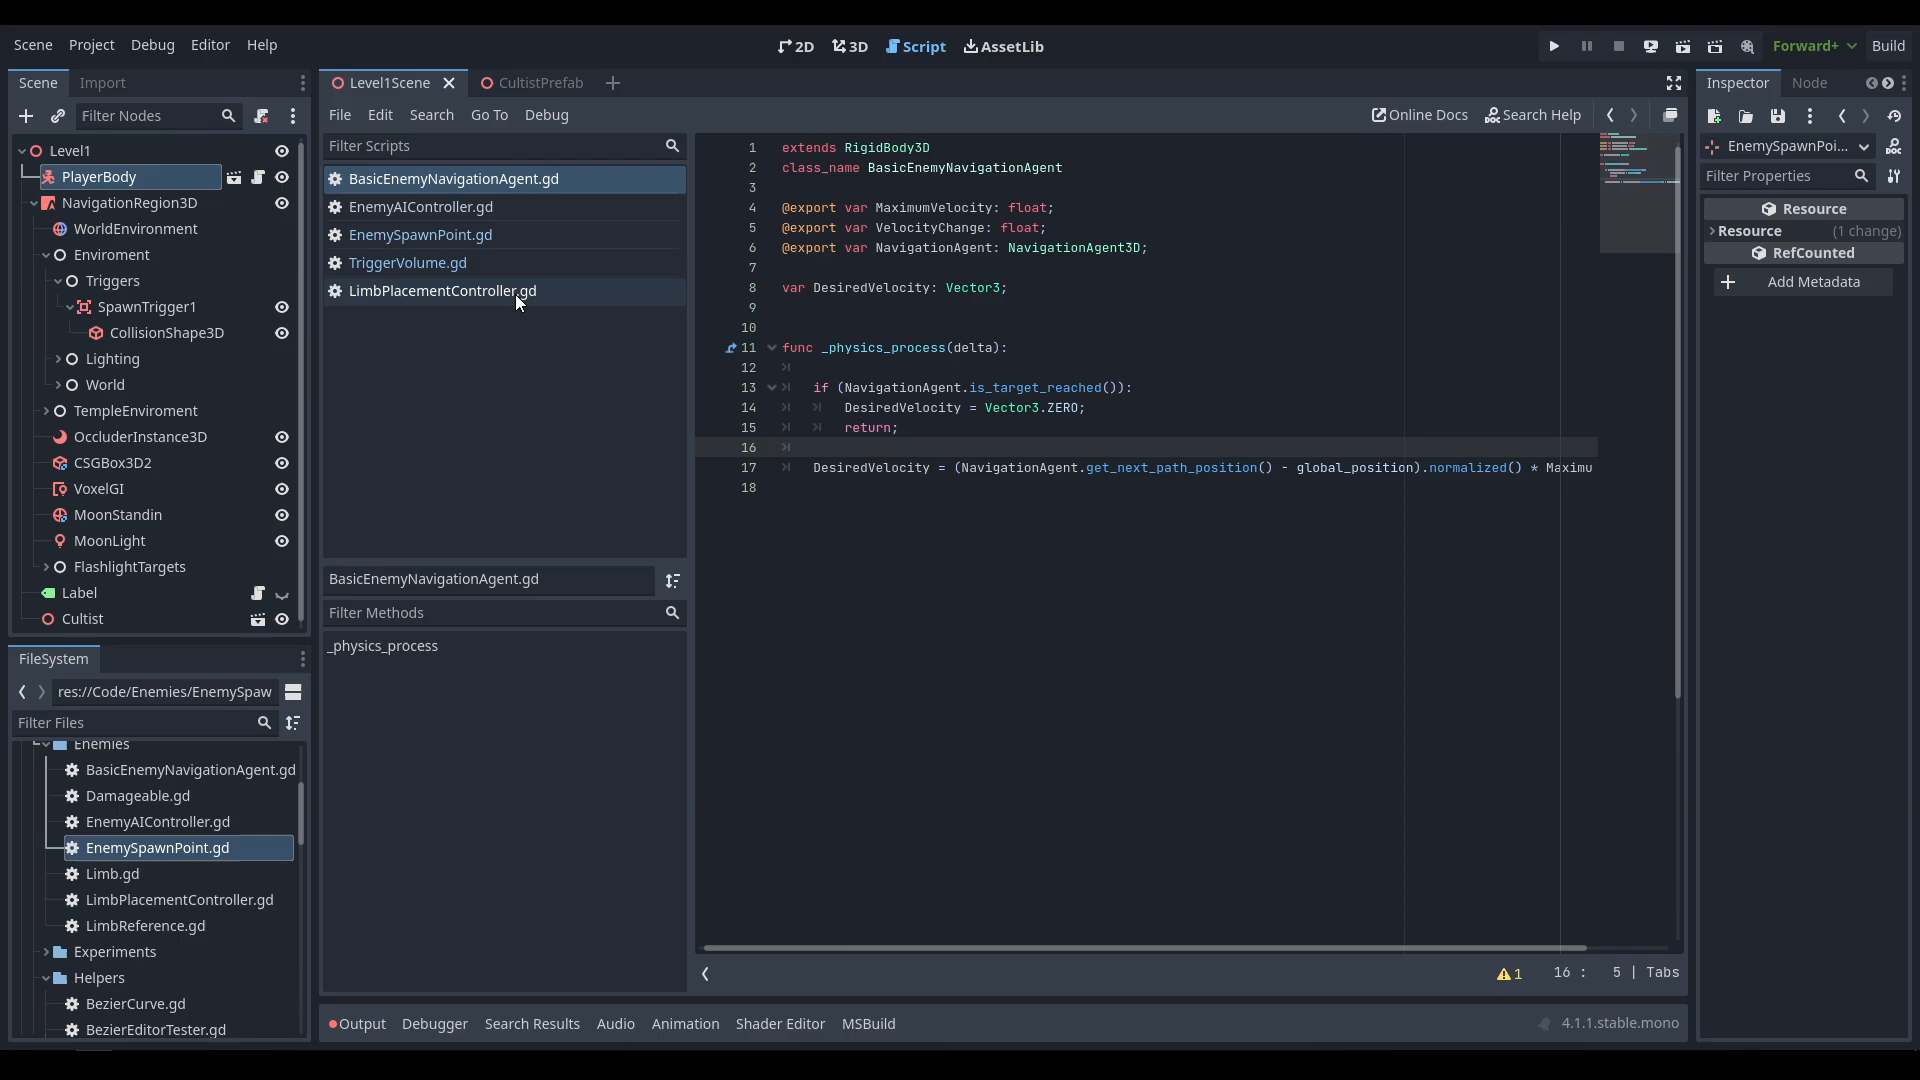 Scene Project Debug Editor Help
2D 3D Script AssetLib
Forward+ Build
Scene Import
Filter Nodes
Level1
PlayerBody
NavigationRegion3D
WorldEnvironment
Enviroment
Triggers
SpawnTrigger1
CollisionShape3D
Lighting
World
TempleEnviroment
OccluderInstance3D
CSGBox3D2
VoxelGI
MoonStandin
MoonLight
FlashlightTargets
Label
Cultist
FileSystem
res://Code/Enemies/EnemySpaw
Filter Files
Enemies
BasicEnemyNavigationAgent.gd
Damageable.gd
EnemyAIController.gd
EnemySpawnPoint.gd
Limb.gd
LimbPlacementController.gd
LimbReference.gd
Experiments
Helpers
BezierCurve.gd
BezierEditorTester.gd
Level1Scene CultistPrefab
File Edit Search Go To Debug
Online Docs Search Help
Filter Scripts
BasicEnemyNavigationAgent.gd
EnemyAIController.gd
EnemySpawnPoint.gd
TriggerVolume.gd
LimbPlacementController.gd
BasicEnemyNavigationAgent.gd
Filter Methods
_physics_process
1 extends RigidBody3D
2 class_name BasicEnemyNavigationAgent
3
4 @export var MaximumVelocity: float;
5 @export var VelocityChange: float;
6 @export var NavigationAgent: NavigationAgent3D;
7
8 var DesiredVelocity: Vector3;
9
10
11 func _physics_process(delta):
12
13 if (NavigationAgent.is_target_reached()):
14 DesiredVelocity = Vector3.ZERO;
15 return;
16
17 DesiredVelocity = (NavigationAgent.get_next_path_position() - global_position).normalized() * Maximu
18
1 16 : 5 | Tabs
Output Debugger Search Results Audio Animation Shader Editor MSBuild
4.1.1.stable.mono
Inspector Node
EnemySpawnPoi...
Filter Properties
Resource
Resource (1 change)
RefCounted
Add Metadata